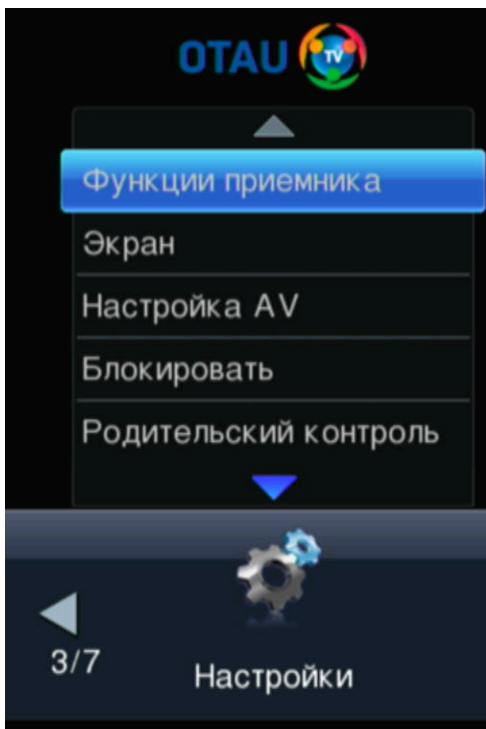 OTAU TV
Функции приемника
Экран
Настройка AV
Блокировать
Родительский контроль
3/7
Настройки